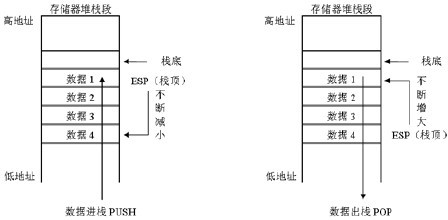 存储器堆栈段
高地址
栈底
数据 1
ESP（栈顶）
数据 2
数据 3
数据 4
不断减小
低地址
数据进栈 PUSH
存储器堆栈段
高地址
栈底
数据 1
数据 2
数据 3
数据 4
不断增大
ESP（栈顶）
低地址
数据出栈 POP